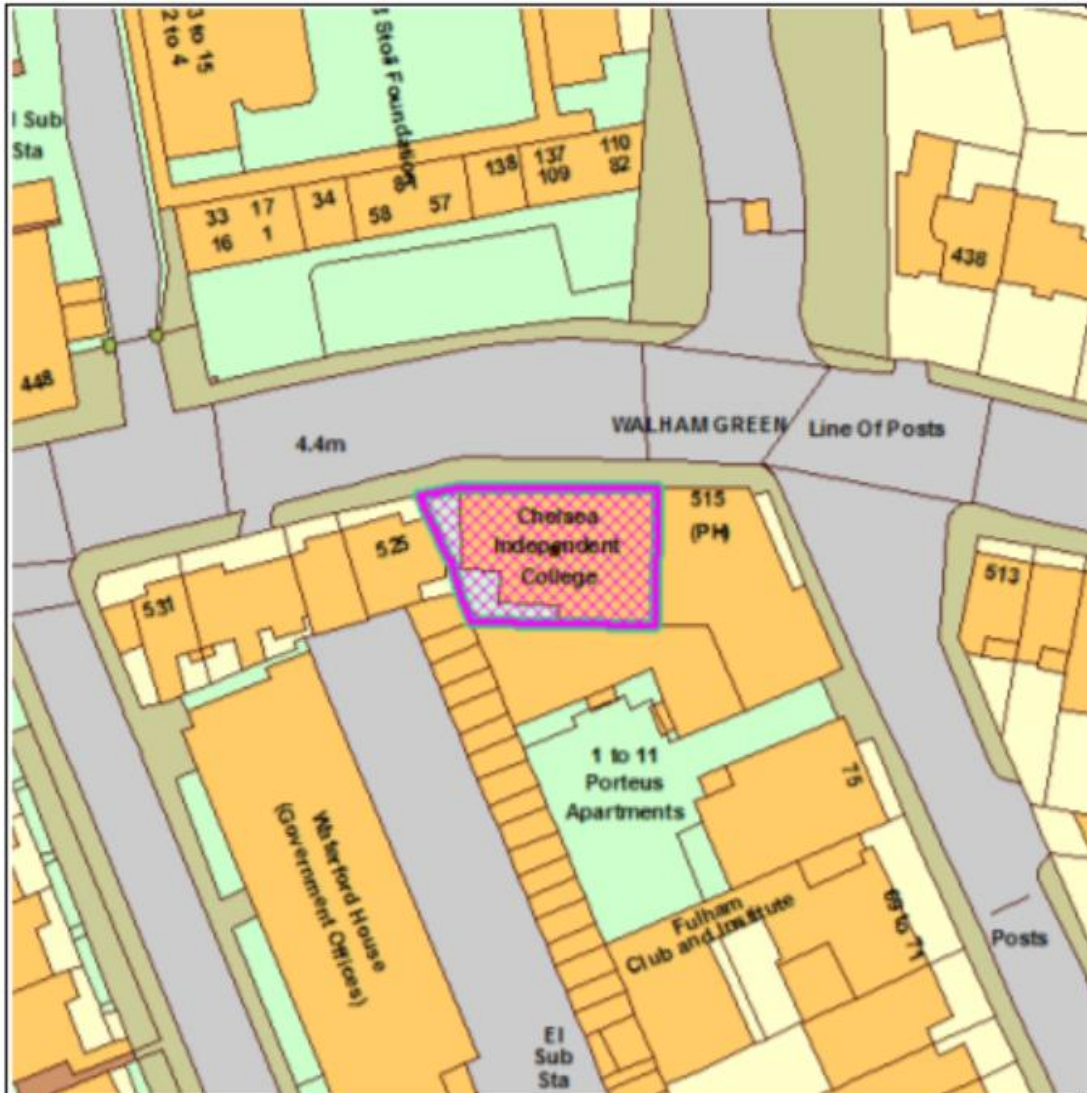 3 to 15
2 to 4
t Stoll Foundation
l Sub
Sta
33 17
16 1
34
58 57
138
137
109
110
82
438
448
4.4m
WALHAM GREEN
Line Of Posts
Chelsea
Independent
College
515
(PH)
525
531
513
1 to 11
Porteus
Apartments
75
Waterford House
(Government Offices)
Fulham
Club and Institute
69 to 71
Posts
El
Sub
Sta